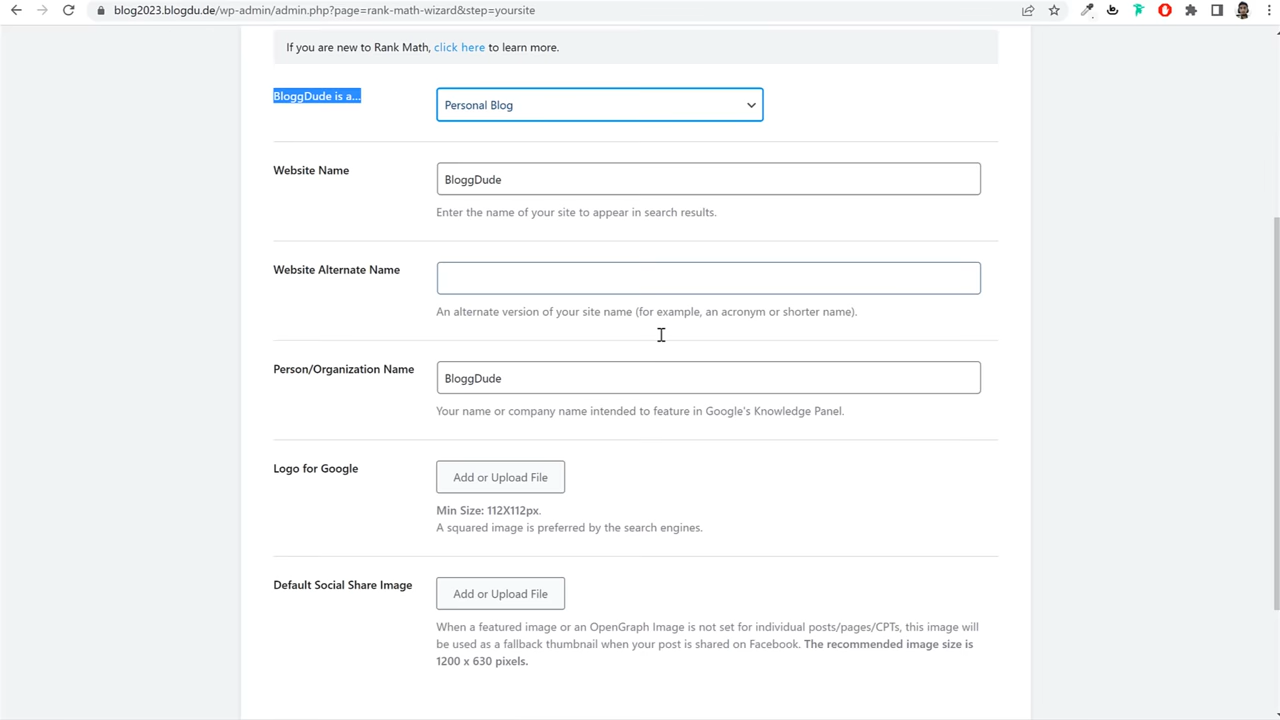 blog2023.blogdu.de/wp-admin/admin.php?page=rank-math-wizard&step=yoursite
If you are new to Rank Math, click here to learn more.
BloggDude is a...
Personal Blog
Website Name
BloggDude
Enter the name of your site to appear in search results.
Website Alternate Name
An alternate version of your site name (for example, an acronym or shorter name).
Person/Organization Name
BloggDude
Your name or company name intended to feature in Google's Knowledge Panel.
Logo for Google
Add or Upload File
Min Size: 112X112px.
A squared image is preferred by the search engines.
Default Social Share Image
Add or Upload File
When a featured image or an OpenGraph Image is not set for individual posts/pages/CPTs, this image will
be used as a fallback thumbnail when your post is shared on Facebook. The recommended image size is
1200 x 630 pixels.